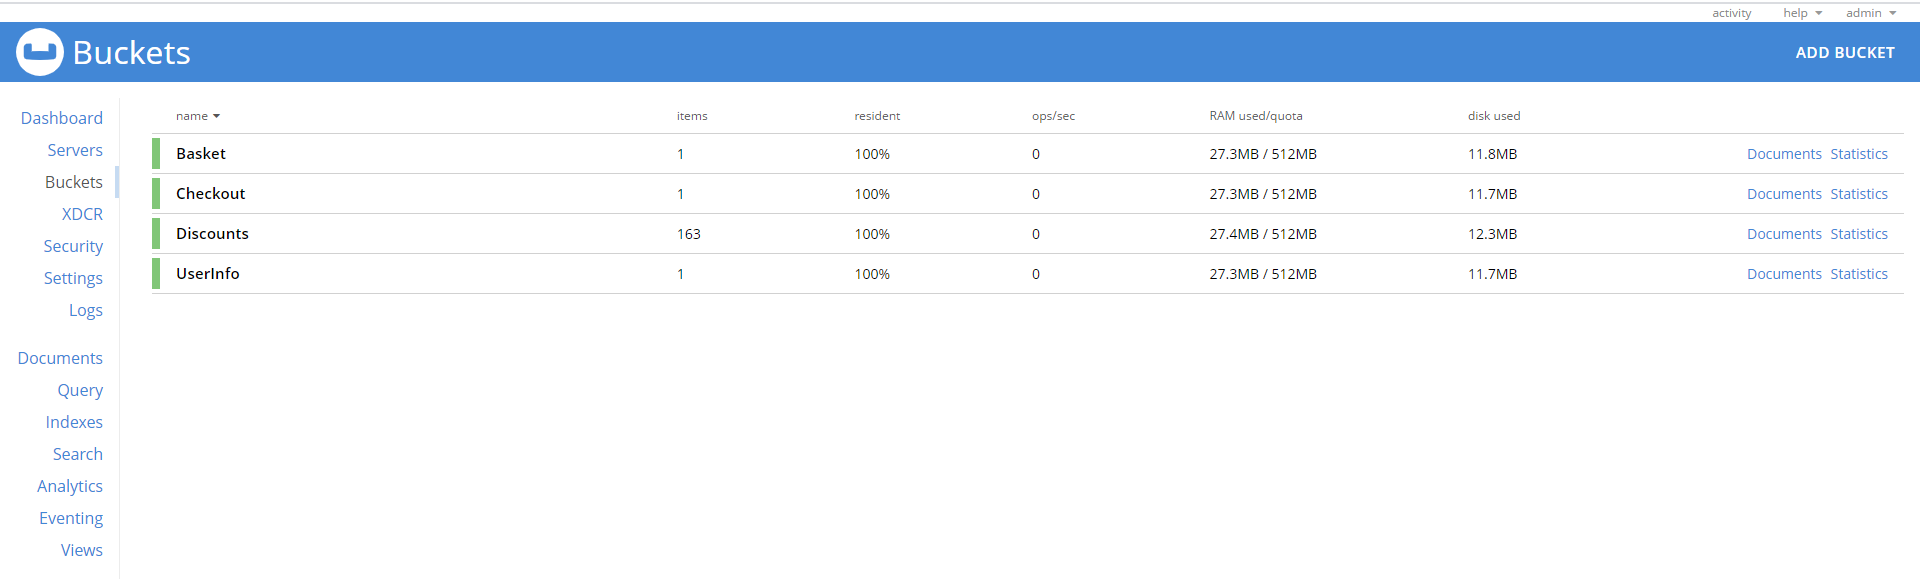 activity help admin
Buckets ADD BUCKET
Dashboard
Servers
Buckets
XDCR
Security
Settings
Logs
Documents
Query
Indexes
Search
Analytics
Eventing
Views
name items resident ops/sec RAM used/quota disk used
Basket 1 100% 0 27.3MB / 512MB 11.8MB Documents Statistics
Checkout 1 100% 0 27.3MB / 512MB 11.7MB Documents Statistics
Discounts 163 100% 0 27.4MB / 512MB 12.3MB Documents Statistics
UserInfo 1 100% 0 27.3MB / 512MB 11.7MB Documents Statistics